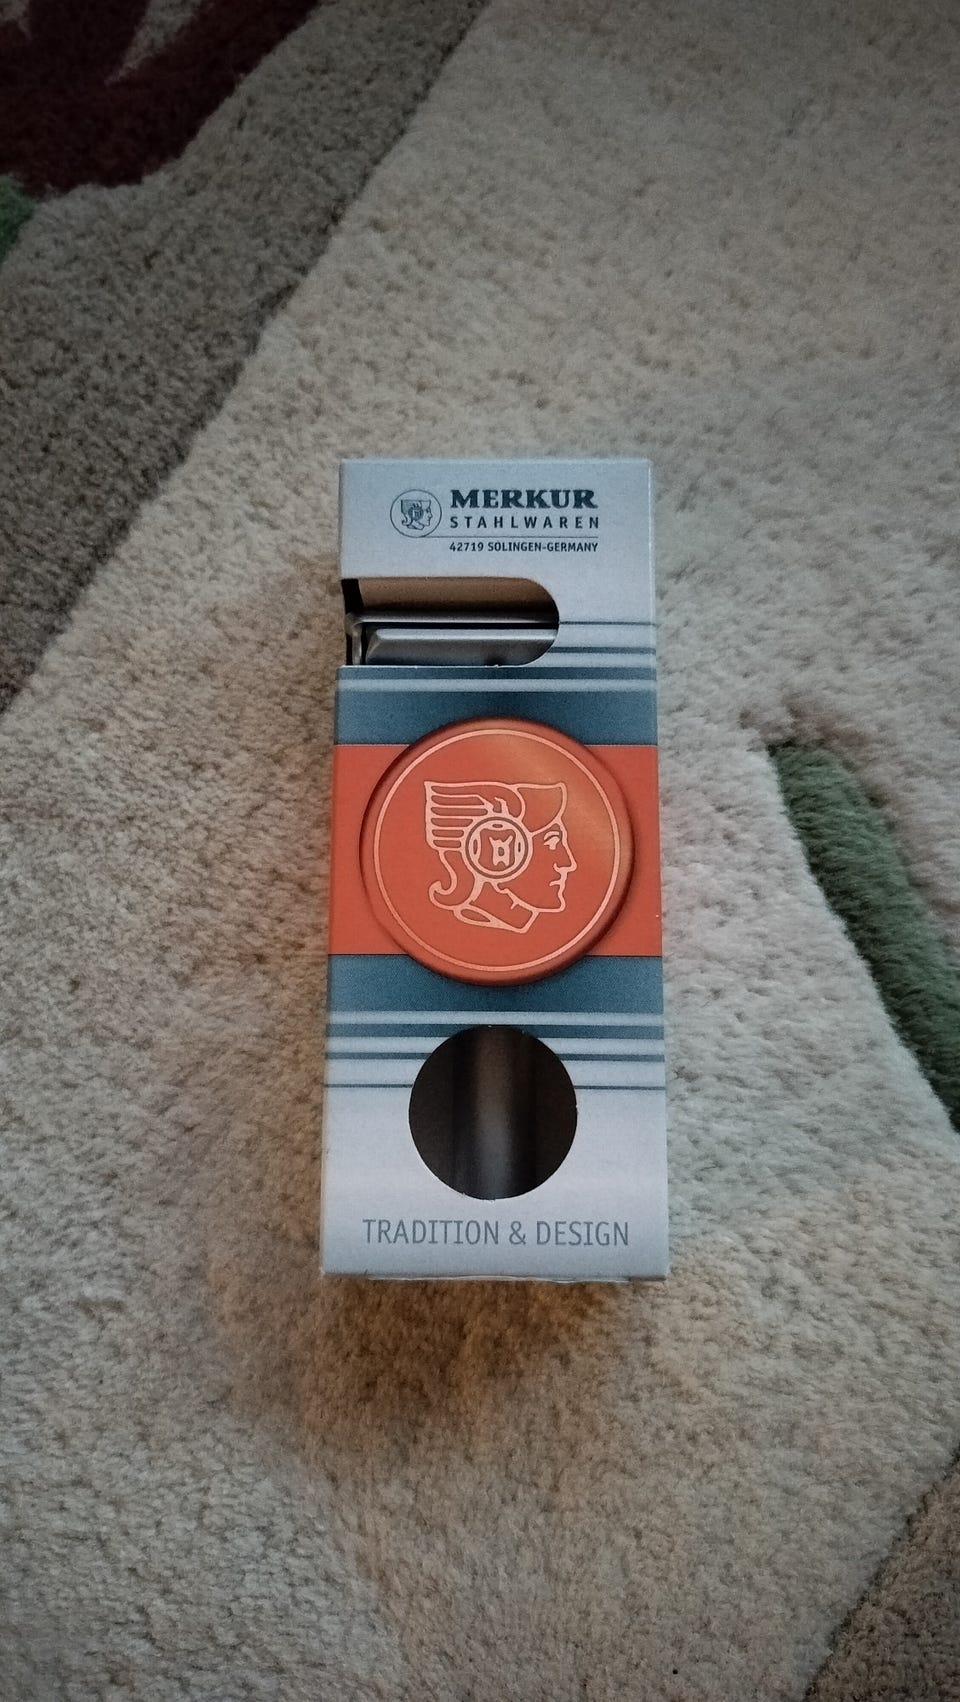 MERKUR
STAHLWAREN
42719 SOLINGEN-GERMANY
TRADITION & DESIGN